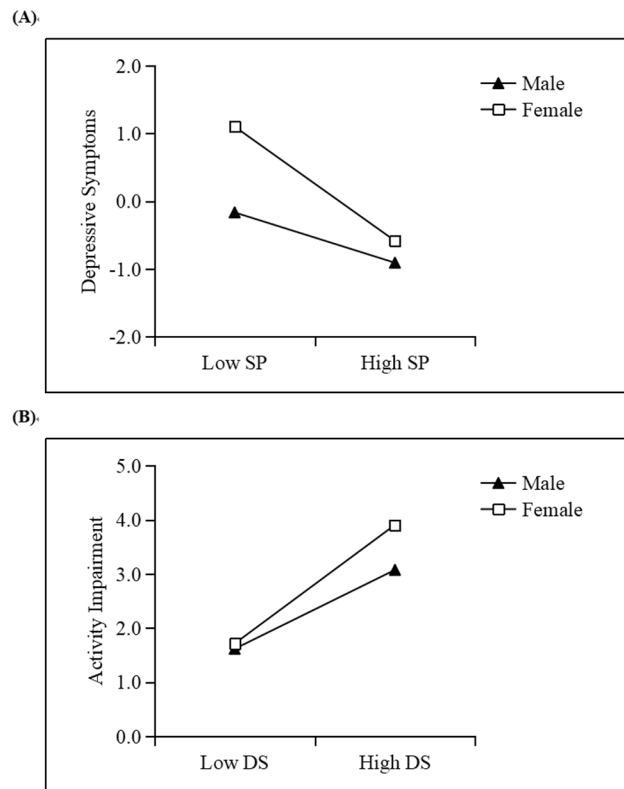 (A)
2.0
Male
Female
1.0
0.0
-1.0
-2.0
Depressive Symptoms
Low SP
High SP
(B)
5.0
Male
Female
4.0
3.0
2.0
1.0
0.0
Activity Impairment
Low DS
High DS